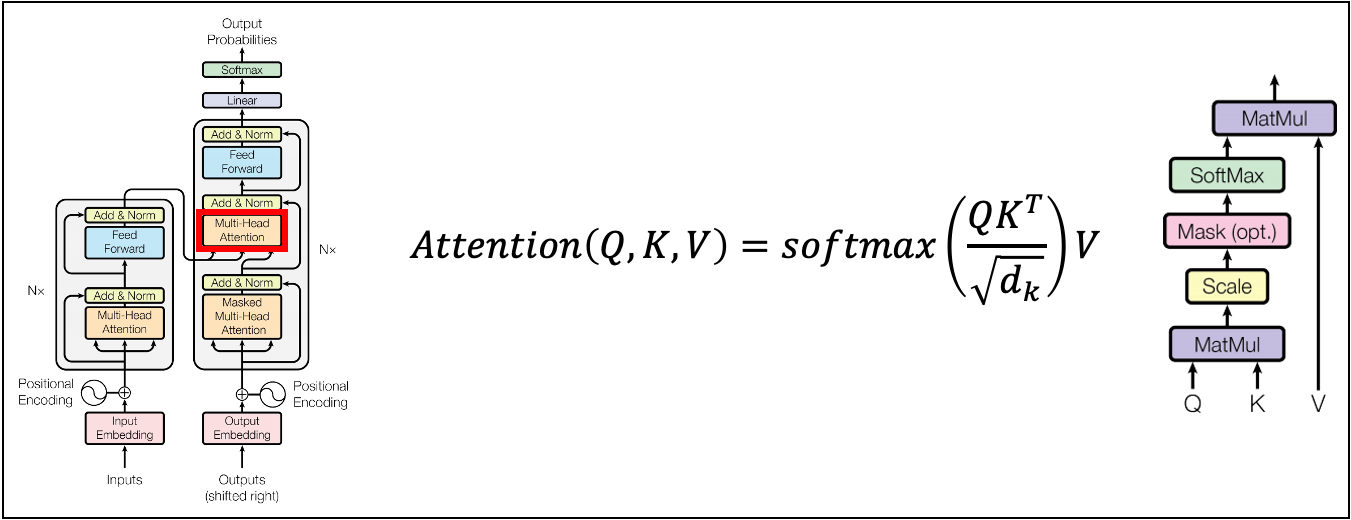 Output
Probabilities
Softmax
Linear
Add & Norm
Feed
Forward
Add & Norm
Multi-Head
Attention
Nx
Add & Norm
Masked
Multi-Head
Attention
Add & Norm
Feed
Forward
Nx
Add & Norm
Multi-Head
Attention
Positional
Encoding
Positional
Encoding
Input
Embedding
Output
Embedding
Inputs
Outputs
(shifted right)
Attention(Q, K, V) = softmax(QK^T / √d_k)V
MatMul
SoftMax
Mask (opt.)
Scale
MatMul
Q K V